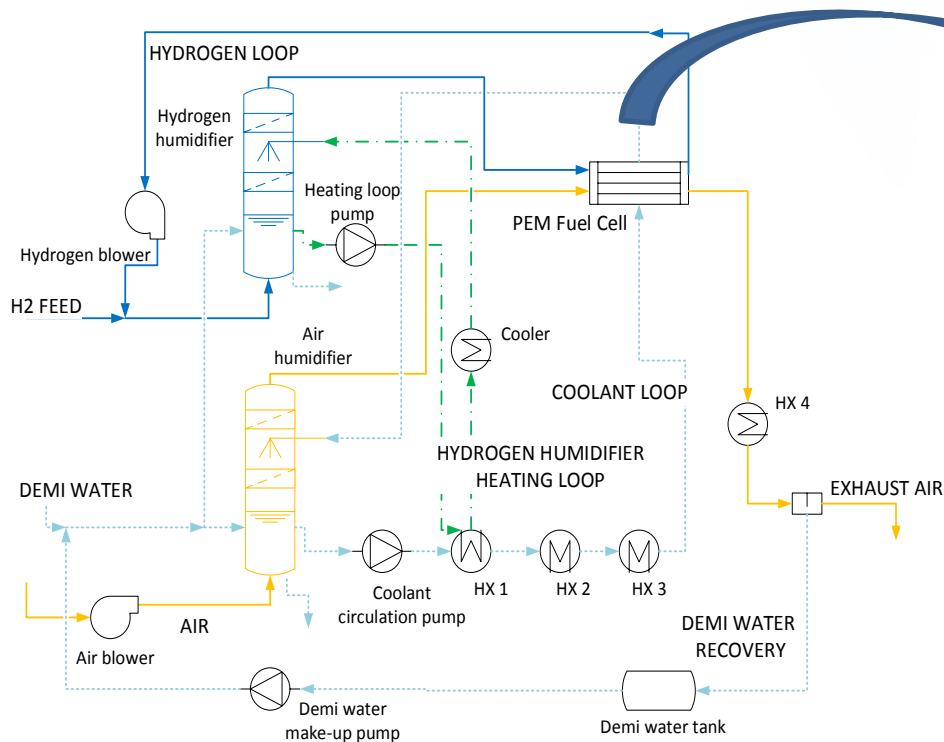 HYDROGEN LOOP
Hydrogen
humidifier
Heating loop
pump
PEM Fuel Cell
Hydrogen blower
H2 FEED
Air
humidifier
Cooler
COOLANT LOOP
HX 4
HYDROGEN HUMIDIFIER
HEATING LOOP
DEMI WATER
EXHAUST AIR
HX 1
HX 2
HX 3
Coolant
circulation pump
AIR
Air blower
DEMI WATER
RECOVERY
Demi water
make-up pump
Demi water tank